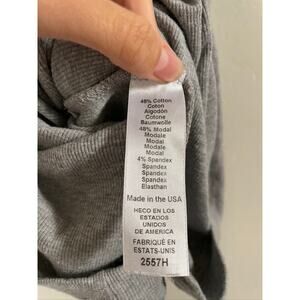 48% Cotton
Coton
Algodón
Cotone
Baumwolle
48% Modal
Modale
Modal
Modale
Modal
4% Spandex
Spandex
Spandex
Spandex
Elasthan
Made in the USA
HECO EN LOS
ESTADOS
UNIDOS
DE AMERICA
FABRIQUÉ EN
ESTATS-UNIS
2557H